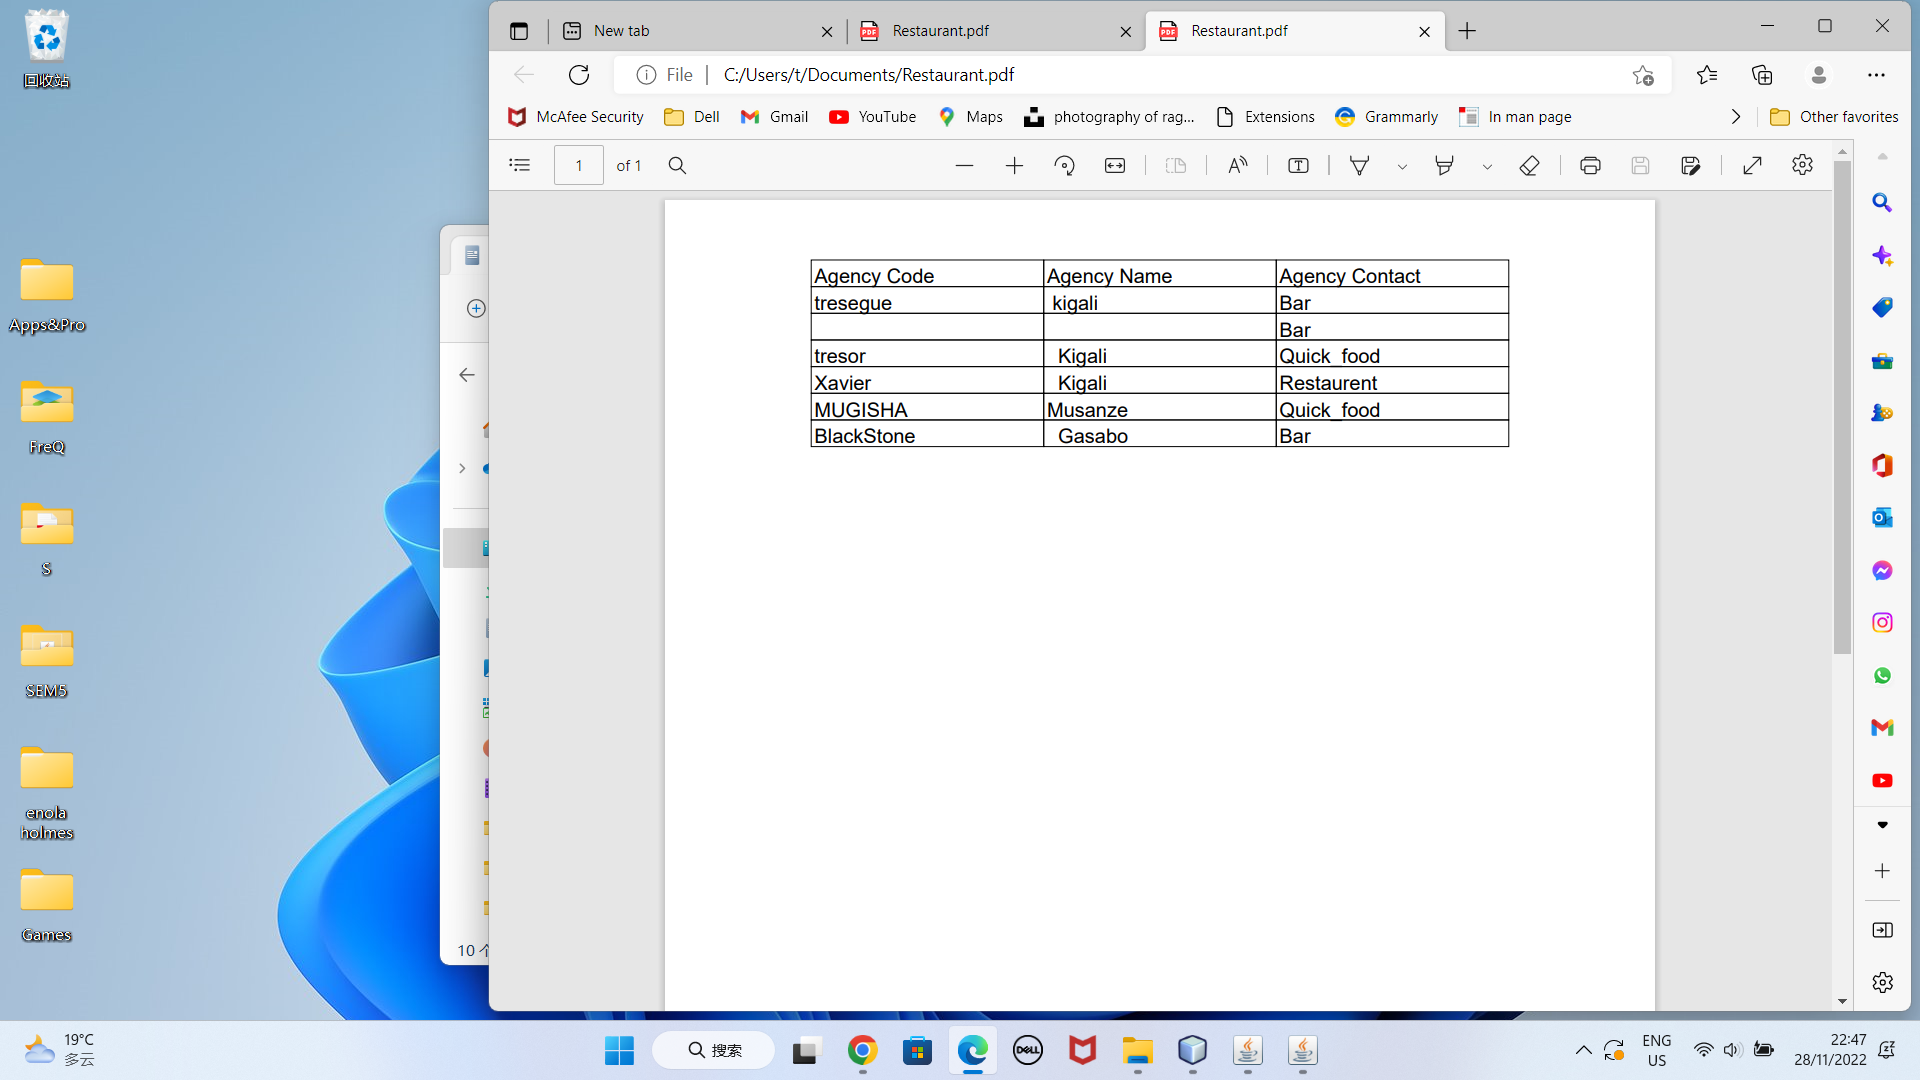 回收站
Apps&Pro
FreQ
S
SEM5
enola
holmes
Games
10 个
New tab
Restaurant.pdf
Restaurant.pdf
File
C:/Users/t/Documents/Restaurant.pdf
McAfee Security
Dell
Gmail
YouTube
Maps
photography of rag...
Extensions
Grammarly
In man page
Other favorites
1 of 1
Agency Code Agency Name Agency Contact
tresegue kigali Bar
Bar
tresor Kigali Quick_food
Xavier Kigali Restaurent
MUGISHA Musanze Quick_food
BlackStone Gasabo Bar
19°C
多云
搜索
DELL
ENG
US
22:47
28/11/2022